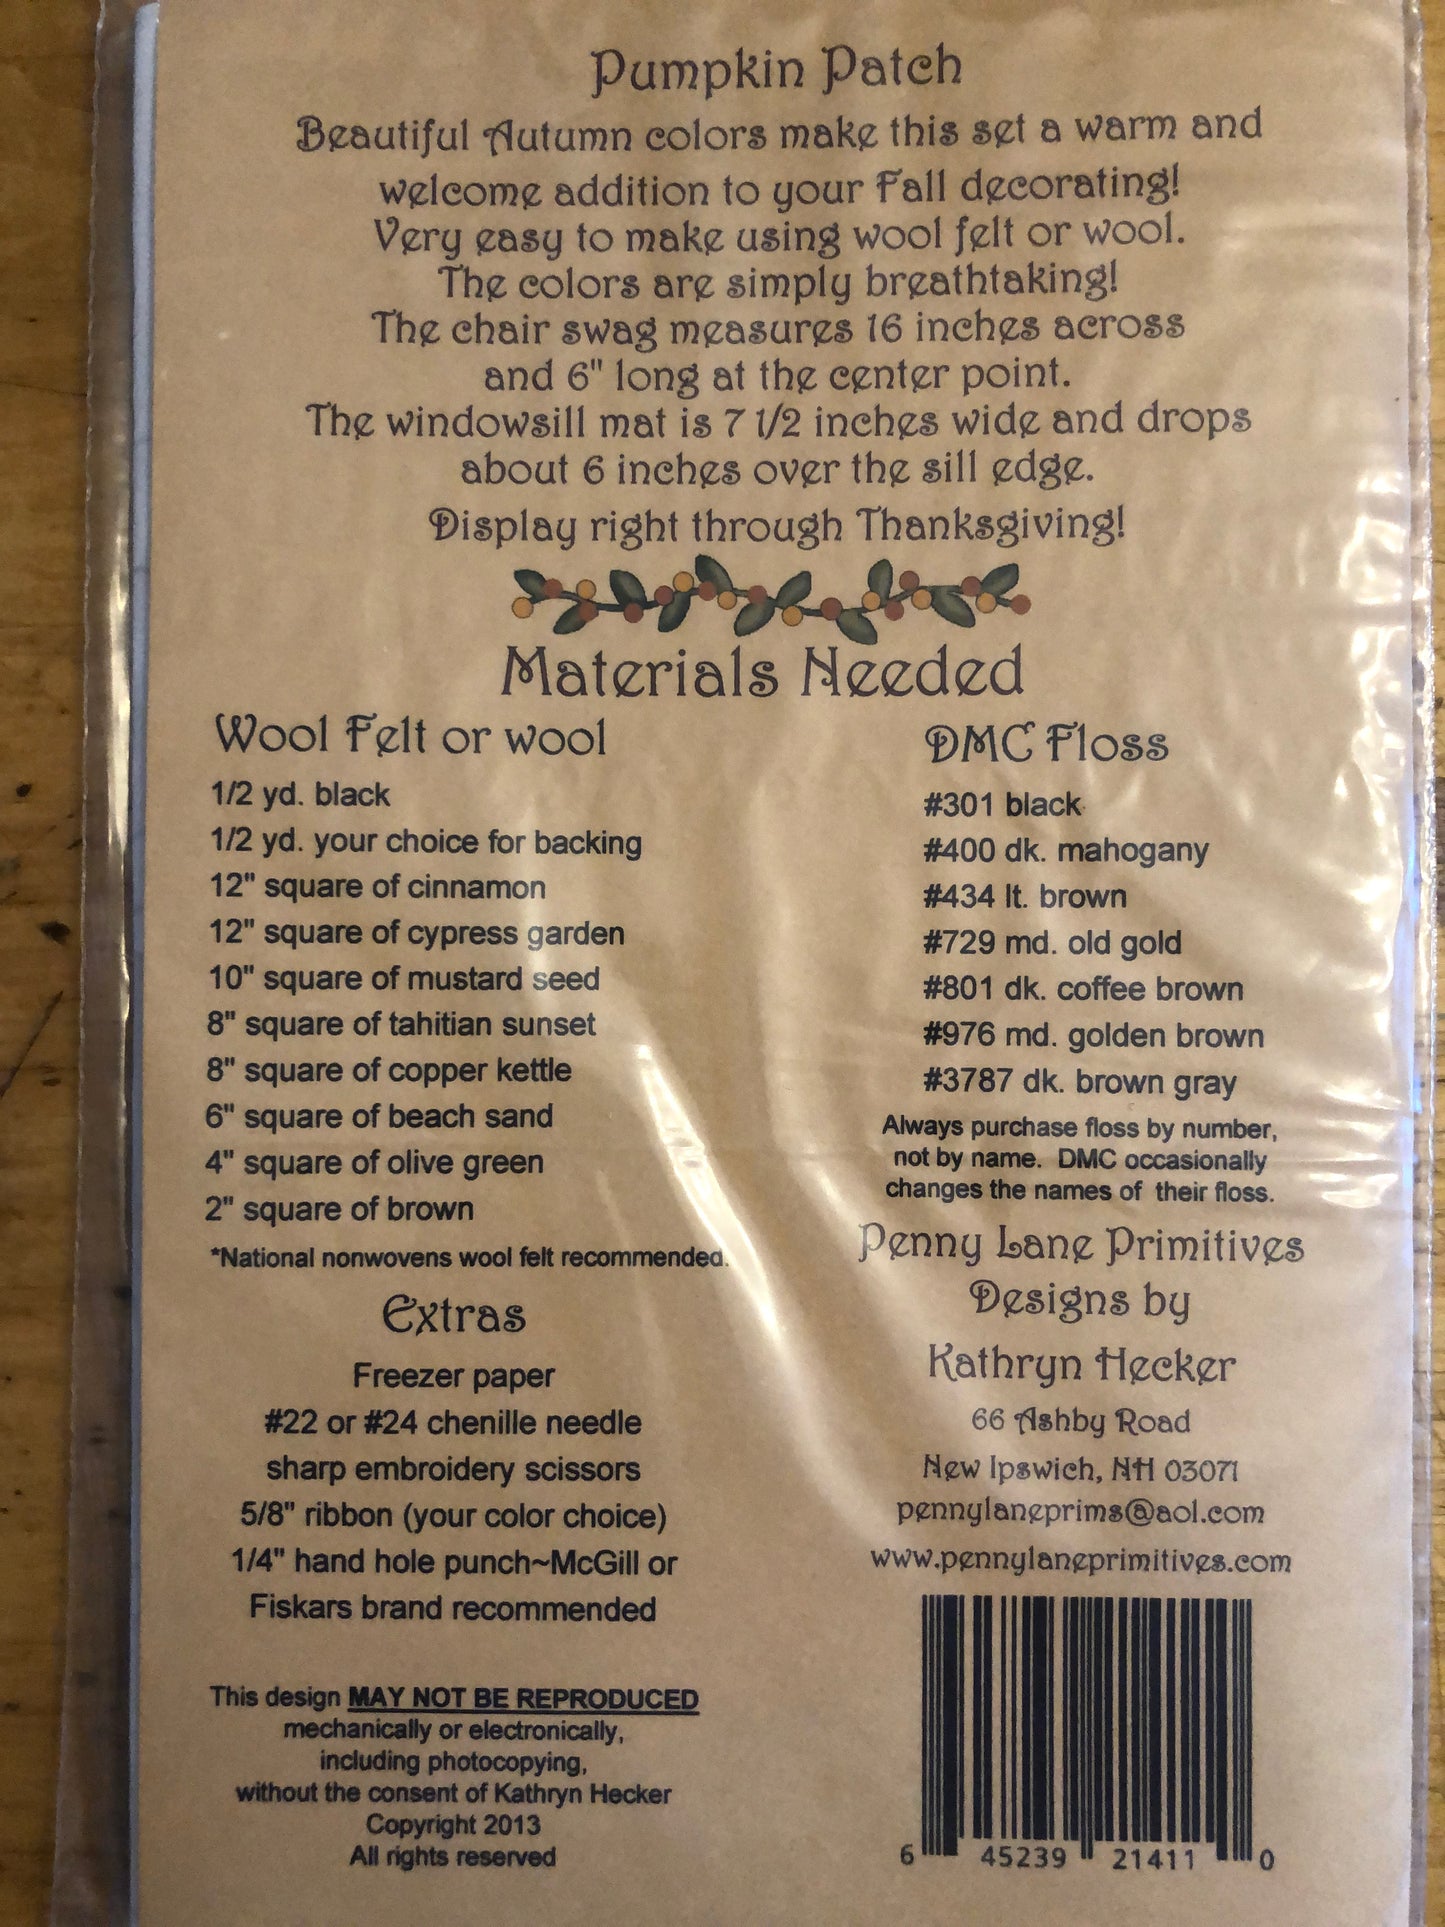 Pumpkin Patch
Beautiful Autumn colors make this set a warm and
welcome addition to your Fall decorating!
Very easy to make using wool felt or wool.
The colors are simply breathtaking!
The chair swag measures 16 inches across
and 6" long at the center point.
The windowsill mat is 7 1/2 inches wide and drops
about 6 inches over the sill edge.
Display right through Thanksgiving!
Materials Needed
Wool Felt or wool
1/2 yd. black
1/2 yd. your choice for backing
12" square of cinnamon
12" square of cypress garden
10" square of mustard seed
8" square of tahitian sunset
8" square of copper kettle
6" square of beach sand
4" square of olive green
2" square of brown
*National nonwovens wool felt recommended.
Extras
Freezer paper
#22 or #24 chenille needle
sharp embroidery scissors
5/8" ribbon (your color choice)
1/4" hand hole punch~McGill or
Fiskars brand recommended
This design MAY NOT BE REPRODUCED
mechanically or electronically,
including photocopying,
without the consent of Kathryn Hecker
Copyright 2013
All rights reserved
DMC Floss
#301 black
#400 dk. mahogany
#434 lt. brown
#729 md. old gold
#801 dk. coffee brown
#976 md. golden brown
#3787 dk. brown gray
Always purchase floss by number,
not by name. DMC occasionally
changes the names of their floss.
Penny Lane Primitives
Designs by
Kathryn Hecker
66 Ashby Road
New Ipswich, NH 03071
pennylaneprims@aol.com
www.pennylaneprimitives.com
6 45239 21411 0